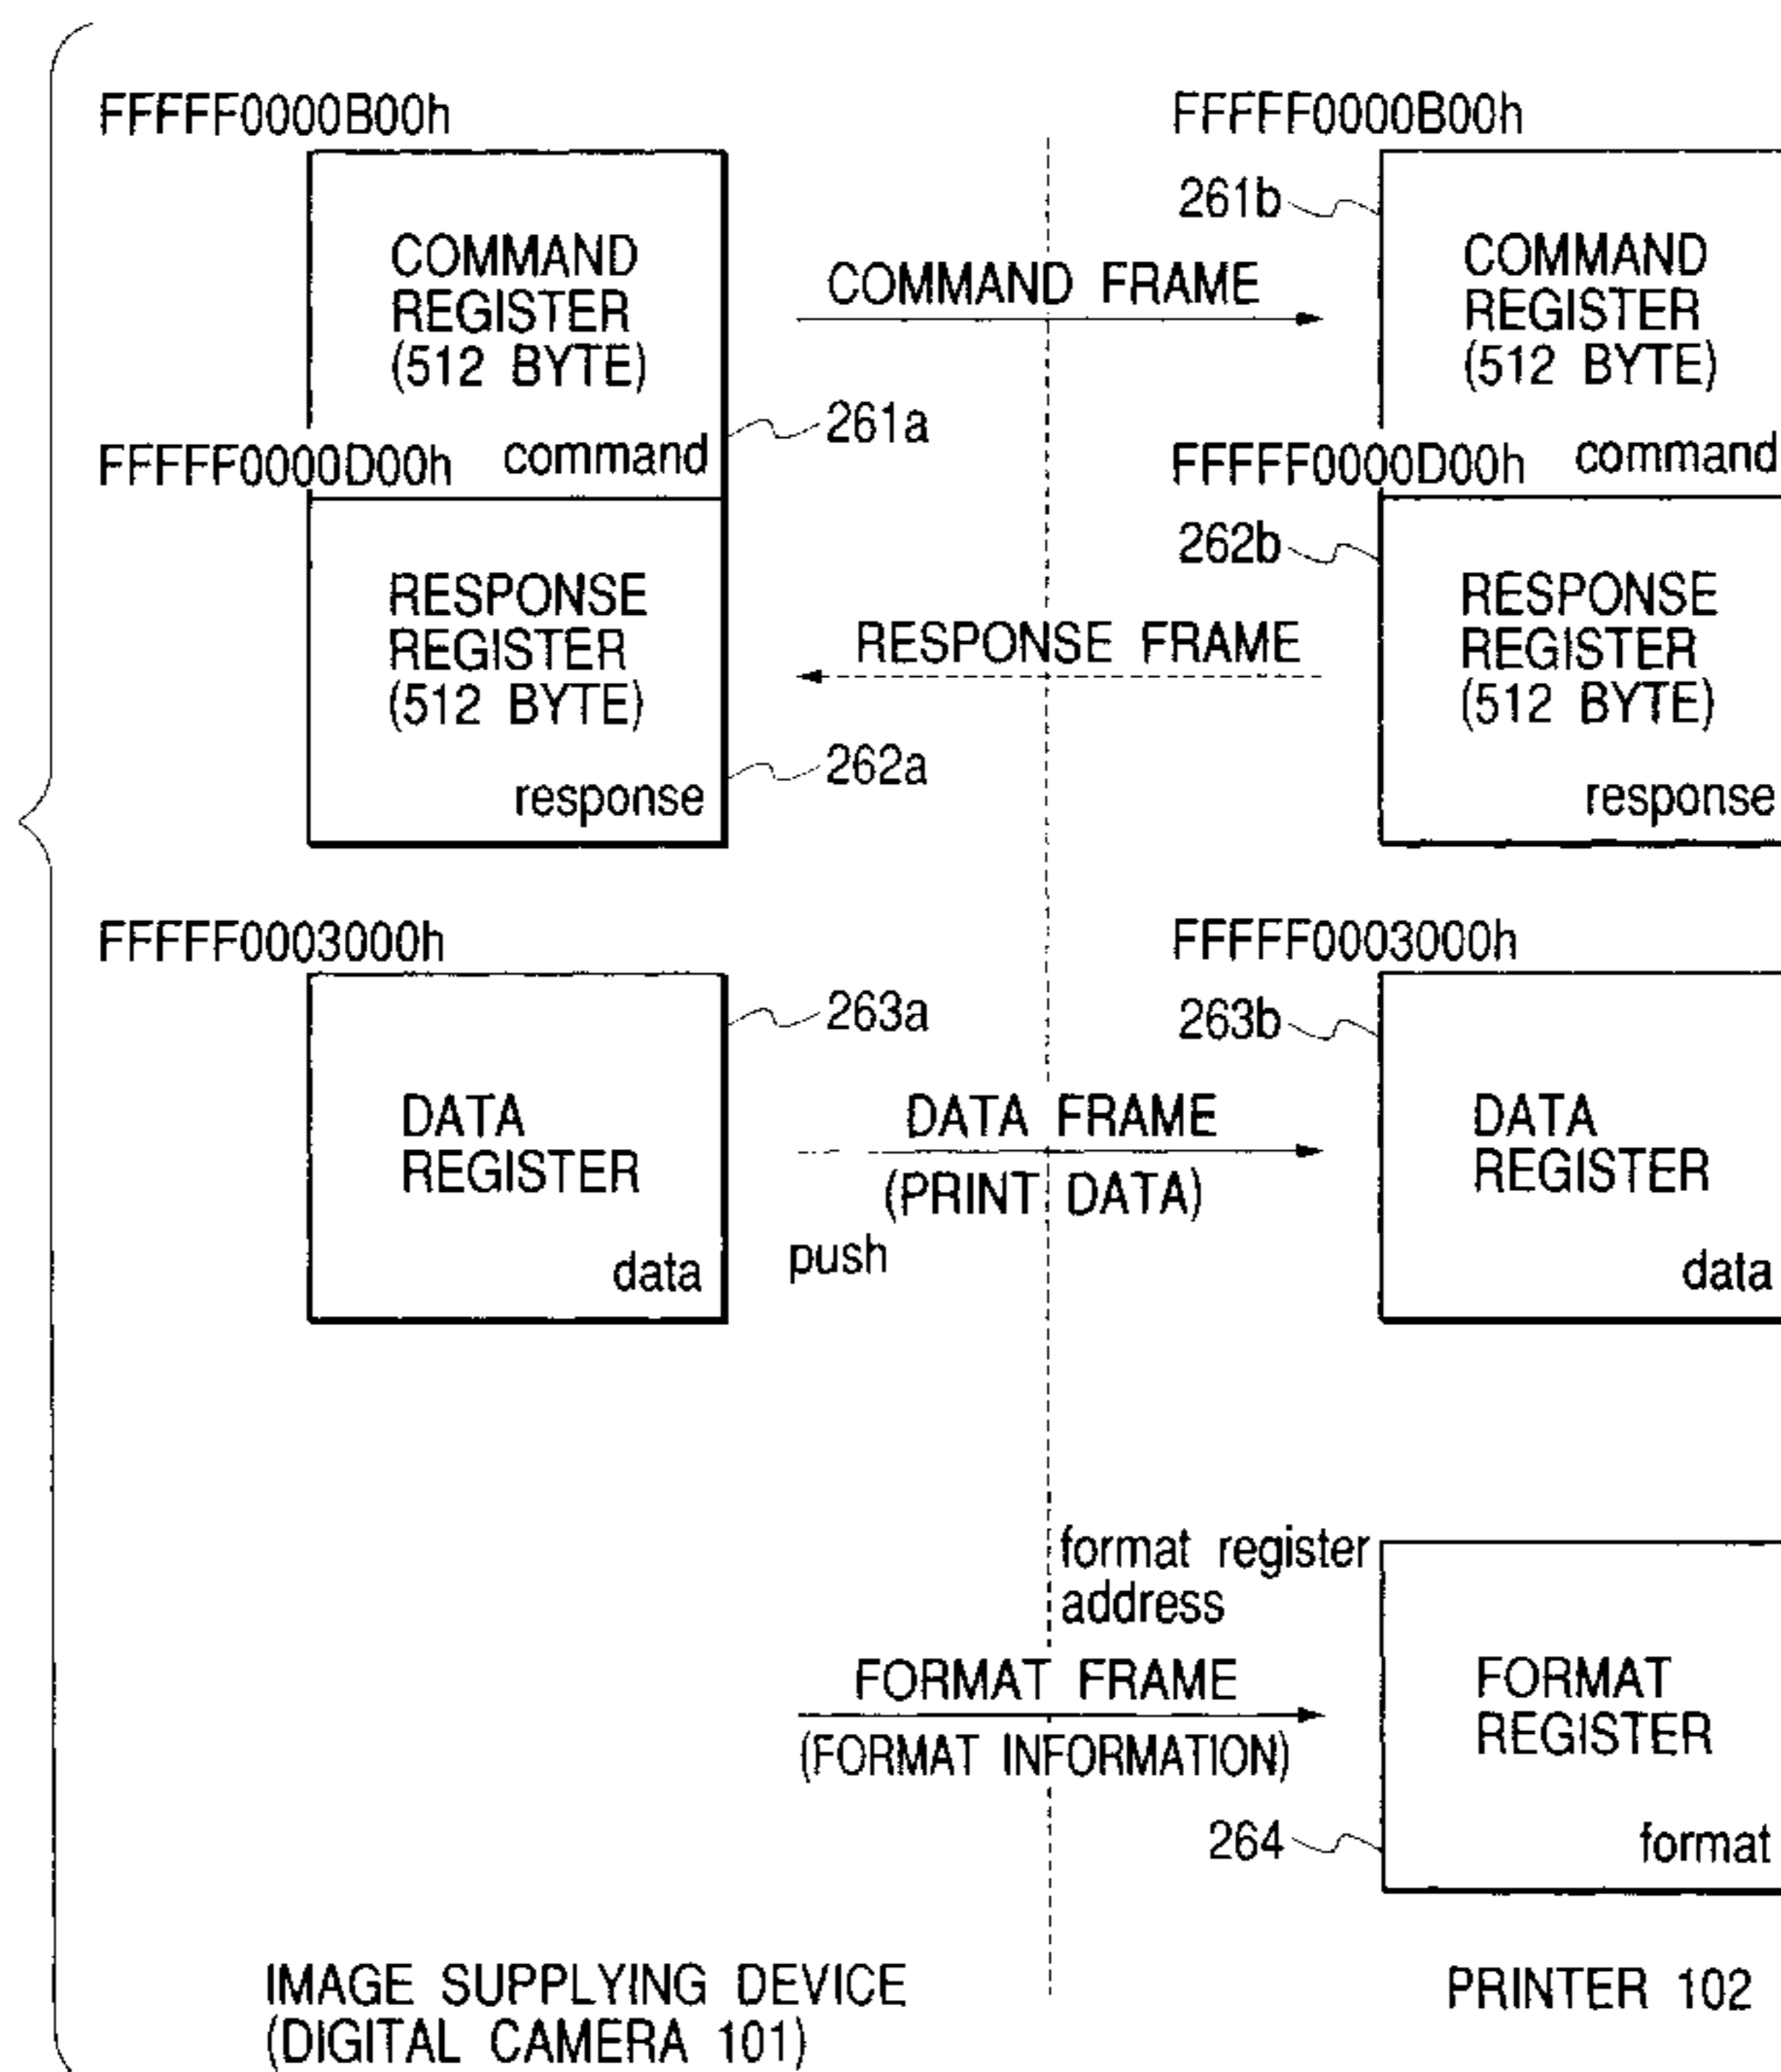 FFFFF0000B00h
COMMAND
REGISTER
(512 BYTE)
261a
FFFFF0000D00h command
RESPONSE
REGISTER
(512 BYTE)
262a
response
FFFFF0003000h
263a
DATA
REGISTER
data
COMMAND FRAME
RESPONSE FRAME
DATA FRAME
(PRINT DATA)
push
format register
address
FORMAT FRAME
(FORMAT INFORMATION)
FFFFF0000B00h
261b
COMMAND
REGISTER
(512 BYTE)
FFFFF0000D00h command
262b
RESPONSE
REGISTER
(512 BYTE)
response
FFFFF0003000h
263b
DATA
REGISTER
data
FORMAT
REGISTER
264
format
IMAGE SUPPLYING DEVICE
(DIGITAL CAMERA 101)
PRINTER 102